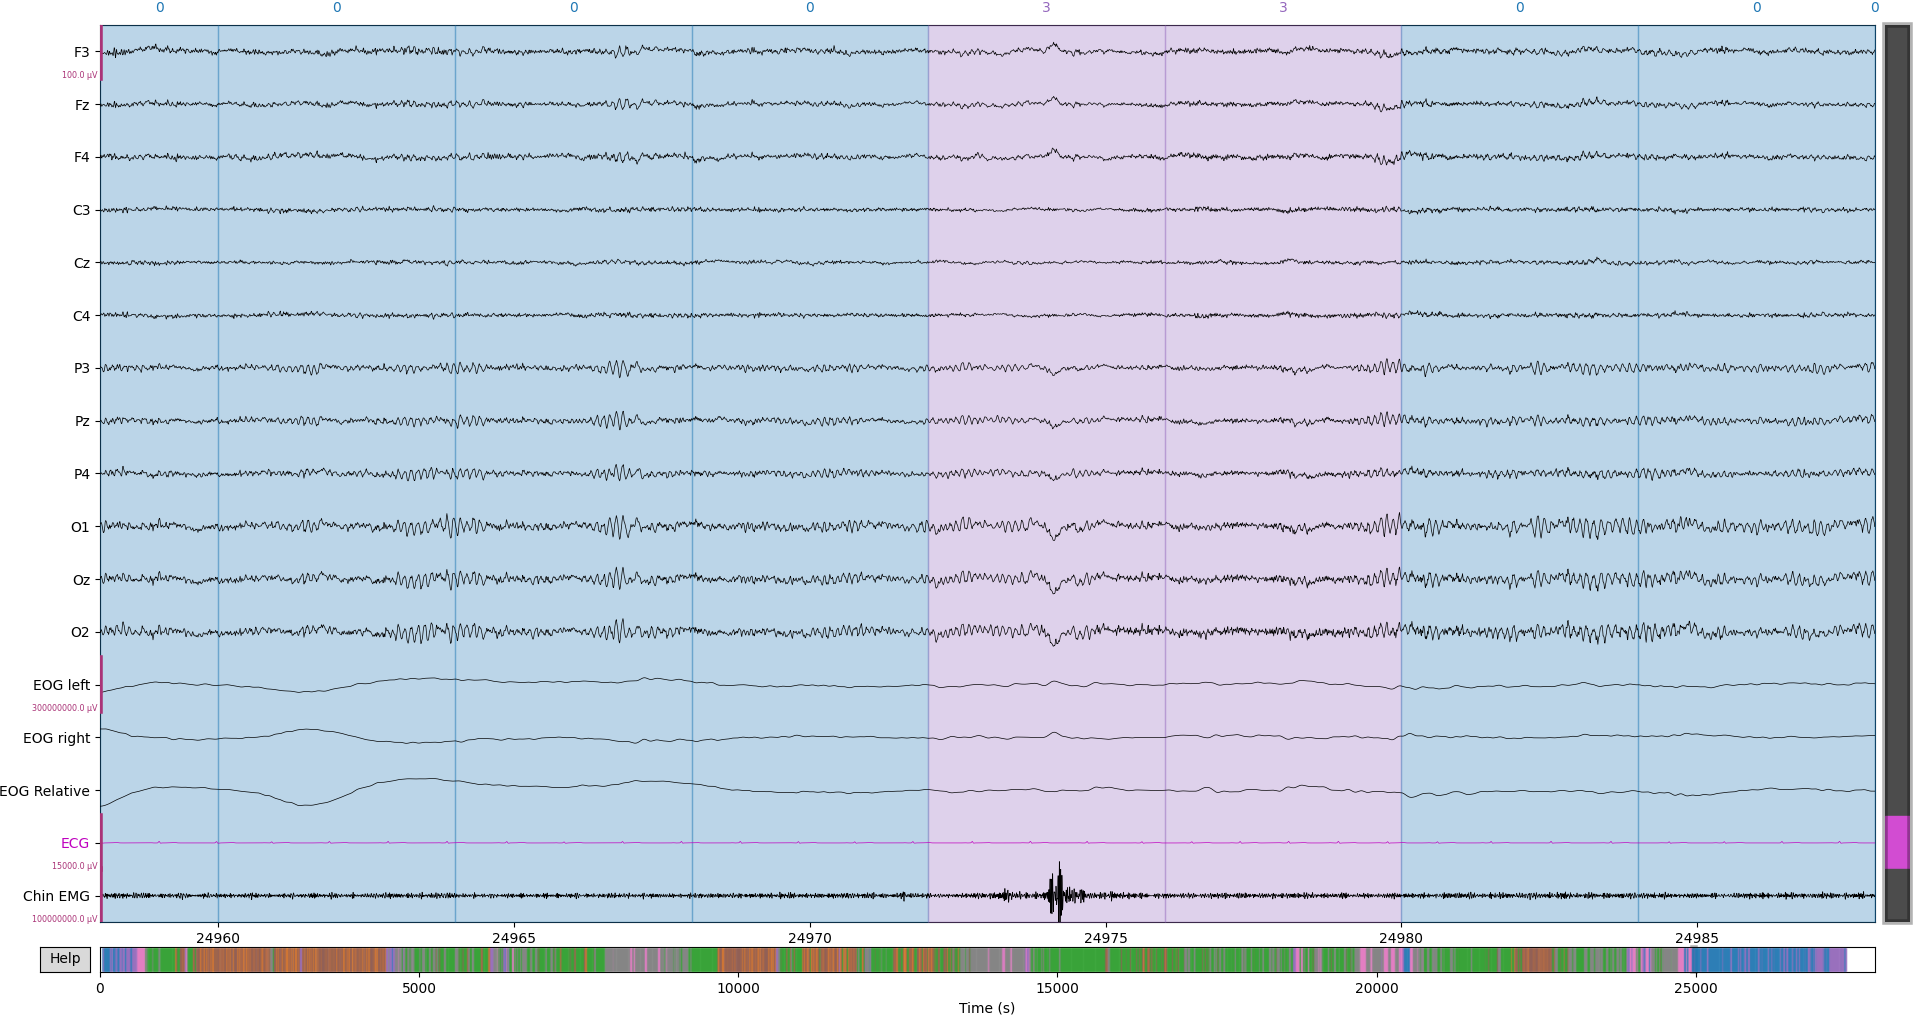 0 0 0 0 3 3 0 0 0
F3
100.0 µV
Fz
F4
C3
Cz
C4
P3
Pz
P4
O1
Oz
O2
EOG left
300000000.0 µV
EOG right
EOG Relative
ECG
15000.0 µV
Chin EMG
100000000.0 µV
24960 24965 24970 24975 24980 24985
Help
0 5000 10000 15000 20000 25000
Time (s)